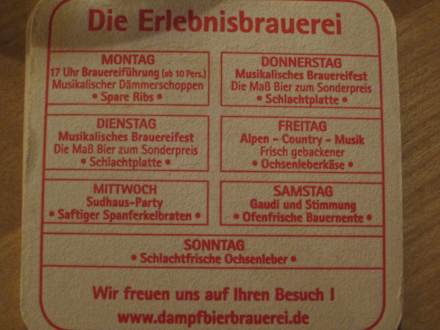 Die Erlebnisbrauerei
MONTAG
17 Uhr Brauereiführung (ab 10 Pers.)
Musikalischer Dämmerschoppen
• Spare Ribs •
DIENSTAG
Musikalisches Brauereifest
Die Maß Bier zum Sonderpreis
• Schlachtplatte •
MITTWOCH
Sudhaus-Party
• Saftiger Spanferkelbraten •
DONNERSTAG
Musikalisches Brauereifest
Die Maß Bier zum Sonderpreis
• Schlachtplatte •
FREITAG
Alpen - Country - Musik
Frisch gebackener
• Ochsenleberkäse •
SAMSTAG
Gaudi und Stimmung
• Ofenfrische Bauernente •
SONNTAG
• Schlachtfrische Ochsenleber •
Wir freuen uns auf Ihren Besuch !
www.dampfbierbrauerei.de